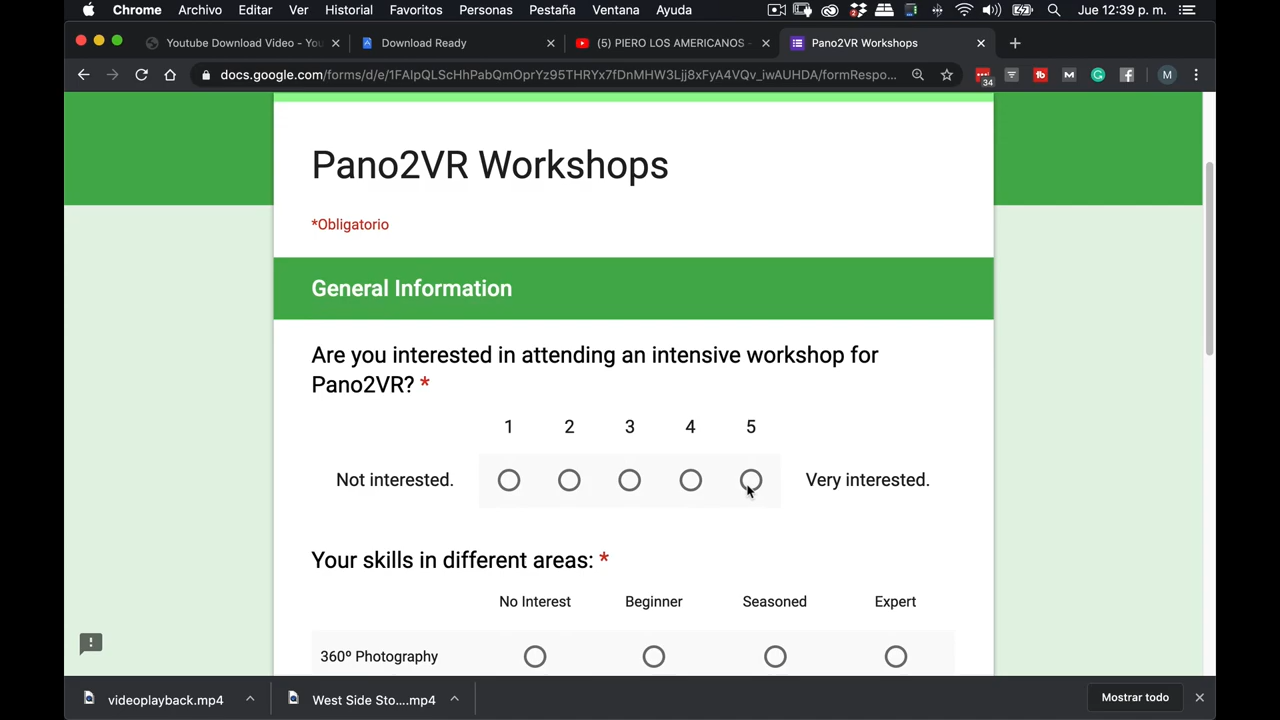 Chrome Archivo Editar Ver Historial Favoritos Personas Pestaña Ventana Ayuda Jue 12:39 p. m.
Youtube Download Video - You Download Ready (5) PIERO LOS AMERICANOS - Pano2VR Workshops
docs.google.com/forms/d/e/1FAIpQLScHhPabQmOprYz95THRYx7fDnMHW3Ljj8xFyA4VQv_iwAUHDA/formRespo... 34 M
Pano2VR Workshops
*Obligatorio
General Information
Are you interested in attending an intensive workshop for
Pano2VR? *
1 2 3 4 5
Not interested. Very interested.
Your skills in different areas: *
No Interest Beginner Seasoned Expert
360º Photography
videoplayback.mp4 West Side Sto....mp4 Mostrar todo